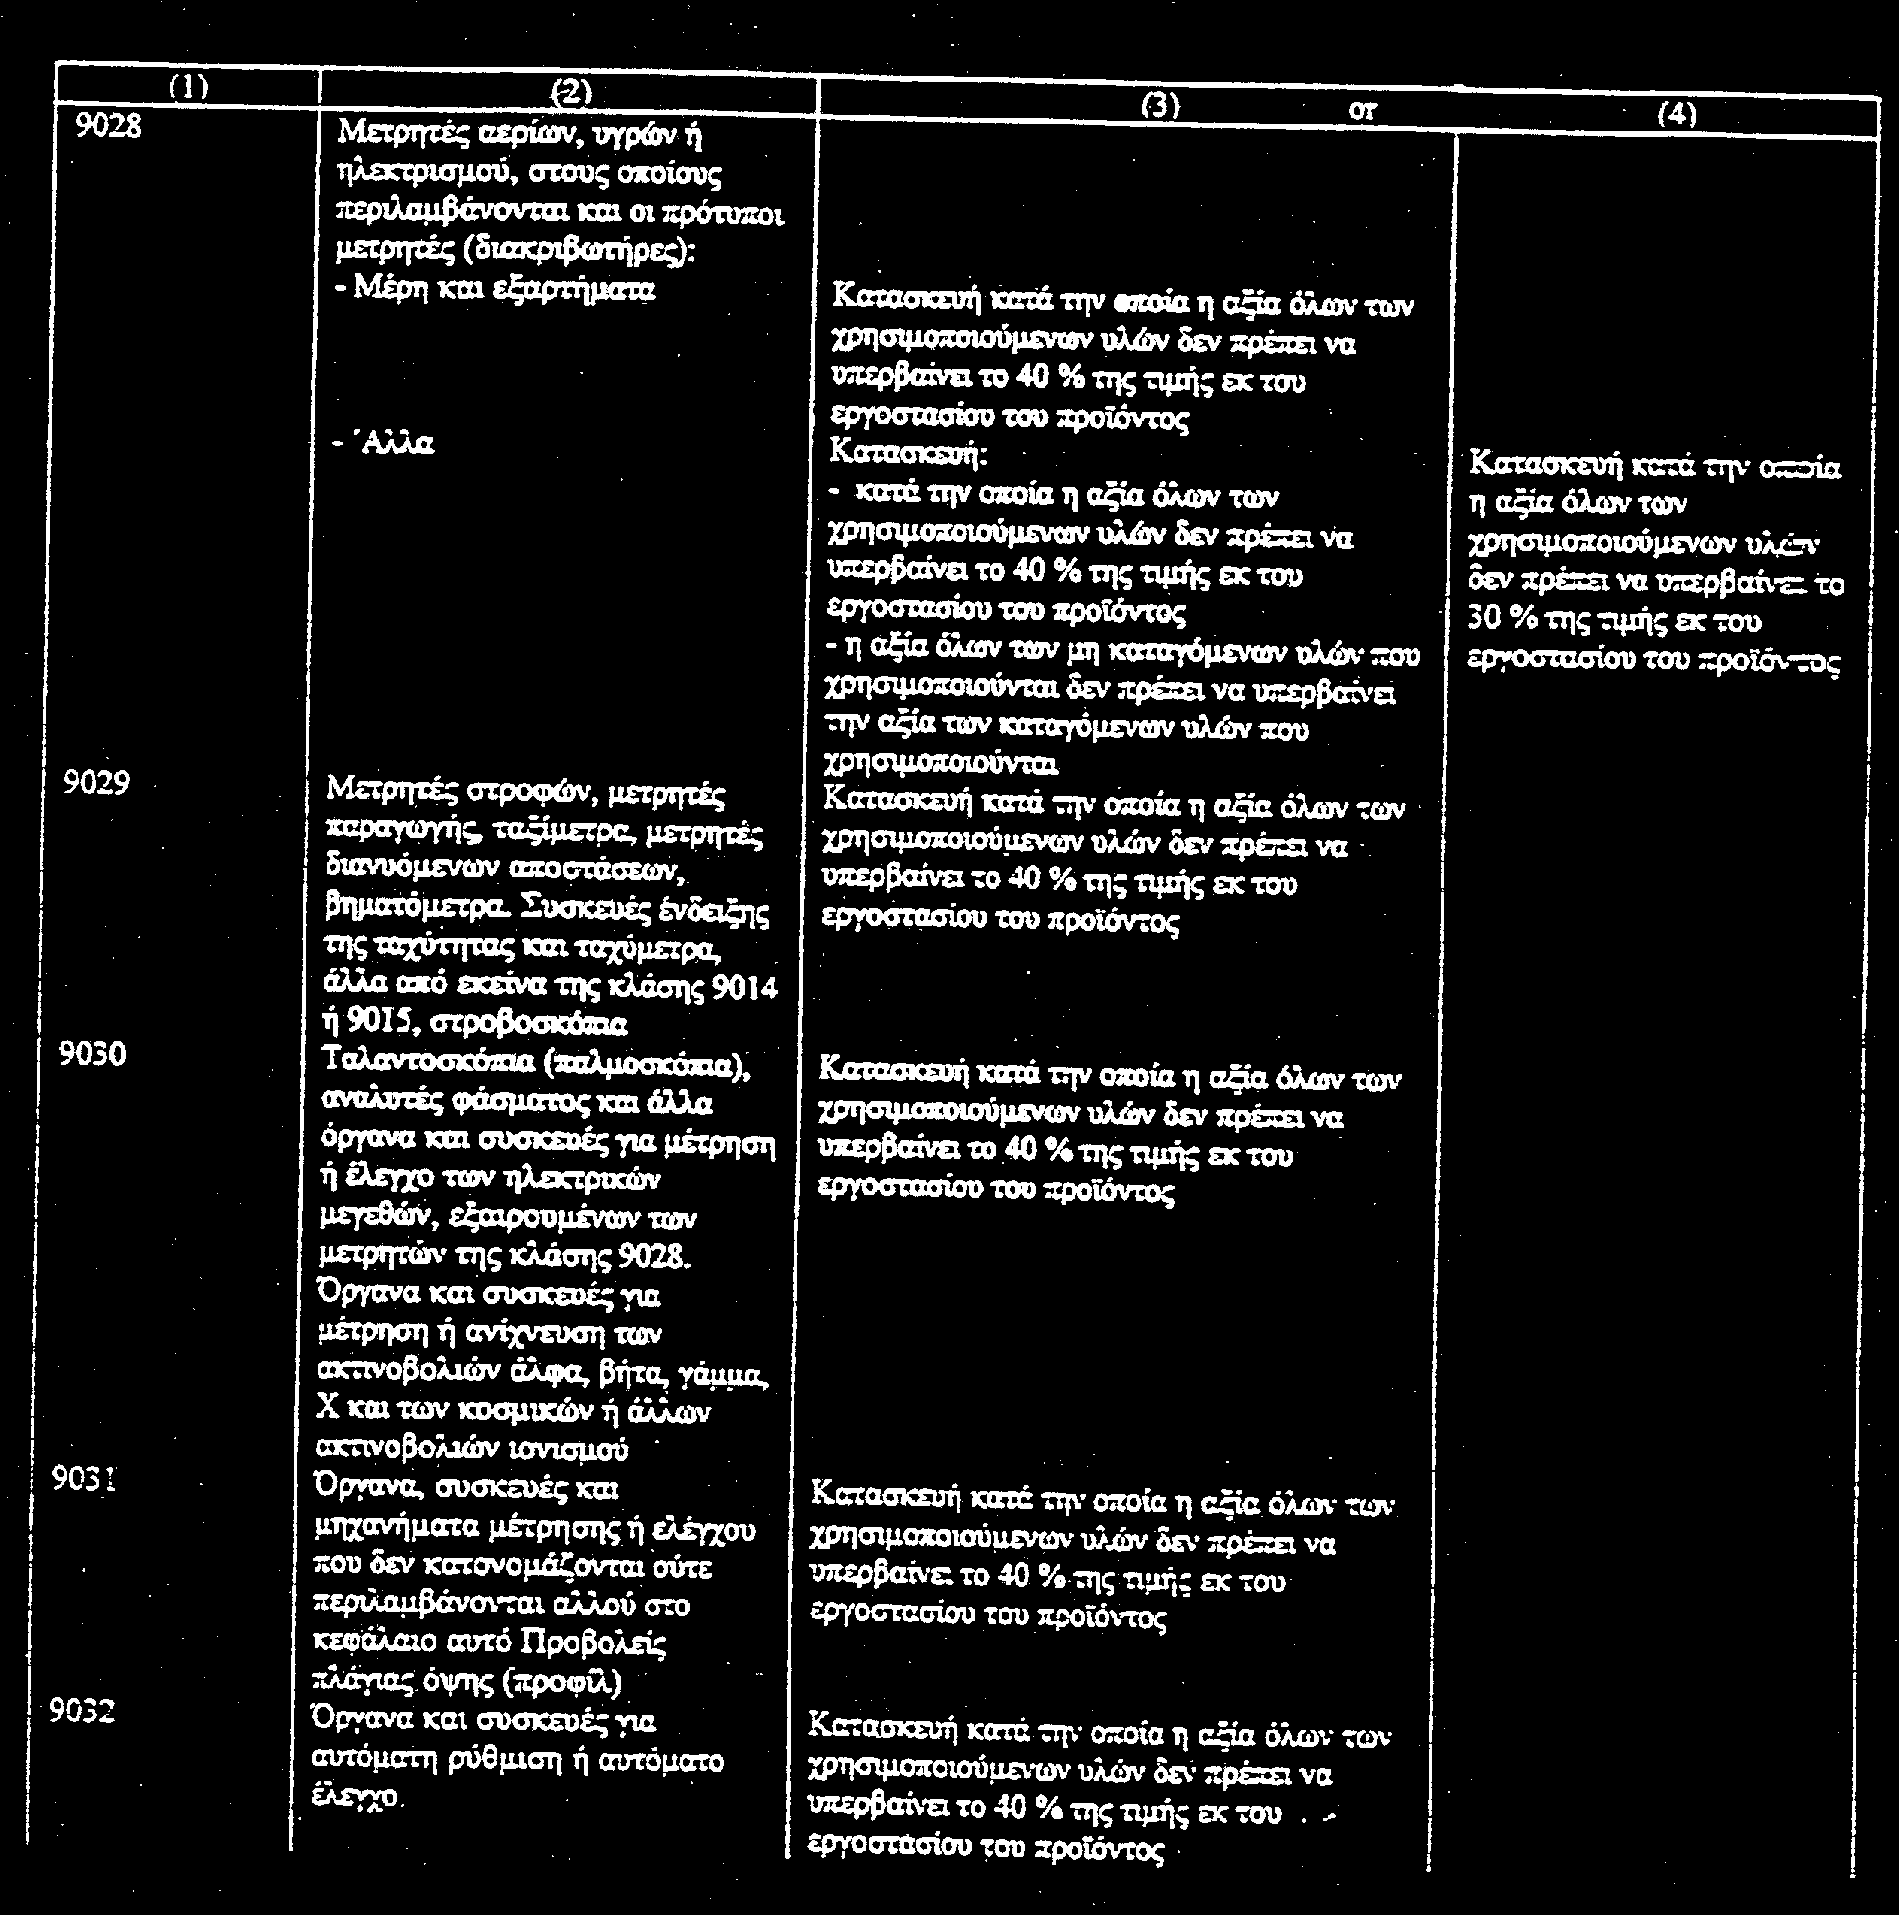 (1) (2) (3) or (4)
9028
Μετρητές αερίων, υγρών ή
ηλεκτρισμού, στους οποίους
περιλαμβάνονται και οι πρότυποι
μετρητές (διακριβωτήρες):
- Μέρη και εξαρτήματα
Κατασκευή κατά την οποία η αξία όλων των
χρησιμοποιούμενων υλών δεν πρέπει να
υπερβαίνει το 40 % της τιμής εκ του
εργοστασίου του προϊόντος
- Άλλα
Κατασκευή:
- κατά την οποία η αξία όλων των
χρησιμοποιούμενων υλών δεν πρέπει να
υπερβαίνει το 40 % της τιμής εκ του
εργοστασίου του προϊόντος
- η αξία όλων των μη καταγόμενων υλών που
χρησιμοποιούνται δεν πρέπει να υπερβαίνει
την αξία των καταγόμενων υλών που
χρησιμοποιούνται
Κατασκευή κατά την οποία
η αξία όλων των
χρησιμοποιούμενων υλών
δεν πρέπει να υπερβαίνει το
30 % της τιμής εκ του
εργοστασίου του προϊόντος
9029
Μετρητές στροφών, μετρητές
παραγωγής, ταξίμετρα, μετρητές
διανυόμενων αποστάσεων,
βηματόμετρα. Συσκευές ένδειξης
της ταχύτητας και ταχύμετρα,
άλλα από εκείνα της κλάσης 9014
ή 9015, στροβοσκόπια
Κατασκευή κατά την οποία η αξία όλων των
χρησιμοποιούμενων υλών δεν πρέπει να
υπερβαίνει το 40 % της τιμής εκ του
εργοστασίου του προϊόντος
9030
Ταλαντοσκόπια (παλμοσκόπια),
αναλυτές φάσματος και άλλα
όργανα και συσκευές για μέτρηση
ή έλεγχο των ηλεκτρικών
μεγεθών, εξαιρουμένων των
μετρητών της κλάσης 9028.
Όργανα και συσκευές για
μέτρηση ή ανίχνευση των
ακτινοβολιών άλφα, βήτα, γάμμα,
Χ και των κοσμικών ή άλλων
ακτινοβολιών ιονισμού
Κατασκευή κατά την οποία η αξία όλων των
χρησιμοποιούμενων υλών δεν πρέπει να
υπερβαίνει το 40 % της τιμής εκ του
εργοστασίου του προϊόντος
9031
Όργανα, συσκευές και
μηχανήματα μέτρησης ή ελέγχου
που δεν κατονομάζονται ούτε
περιλαμβάνονται αλλού στο
κεφάλαιο αυτό Προβολείς
πλάγιας όψης (προφίλ)
Κατασκευή κατά την οποία η αξία όλων των
χρησιμοποιούμενων υλών δεν πρέπει να
υπερβαίνει το 40 % της τιμής εκ του
εργοστασίου του προϊόντος
9032
Όργανα και συσκευές για
αυτόματη ρύθμιση ή αυτόματο
έλεγχο.
Κατασκευή κατά την οποία η αξία όλων των
χρησιμοποιούμενων υλών δεν πρέπει να
υπερβαίνει το 40 % της τιμής εκ του
εργοστασίου του προϊόντος